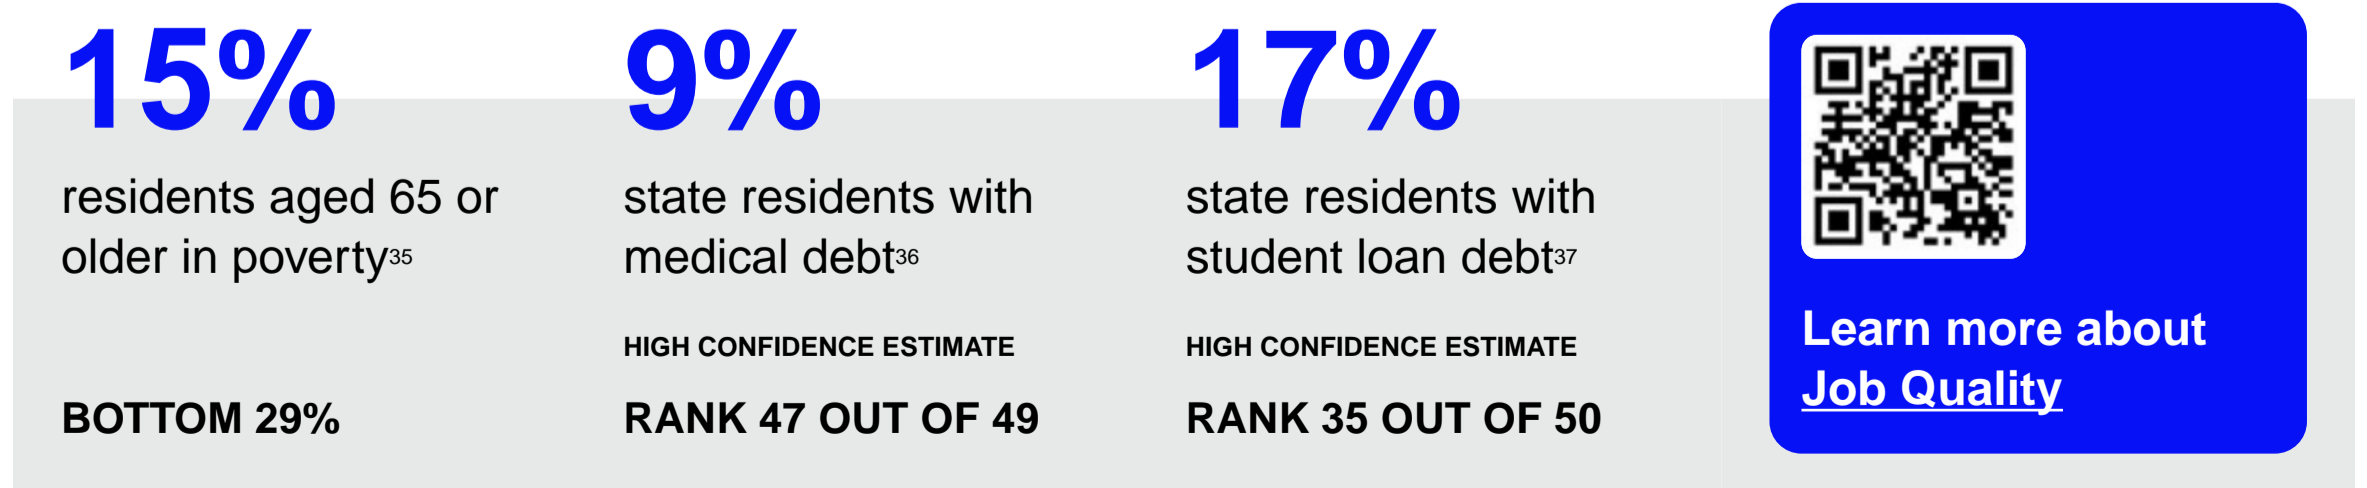 15%
residents aged 65 or
older in poverty35
BOTTOM 29%
9%
state residents with
medical debt36
HIGH CONFIDENCE ESTIMATE
RANK 47 OUT OF 49
17%
state residents with
student loan debt37
HIGH CONFIDENCE ESTIMATE
RANK 35 OUT OF 50
Learn more about
Job Quality